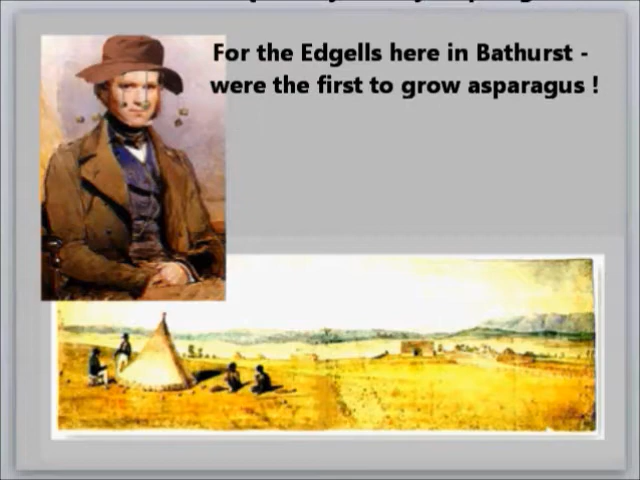 For the Edgells here in Bathurst -
were the first to grow asparagus !